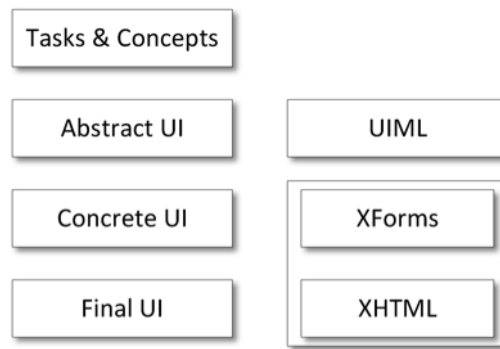 Tasks & Concepts
Abstract UI
UIML
Concrete UI
XForms
Final UI
XHTML